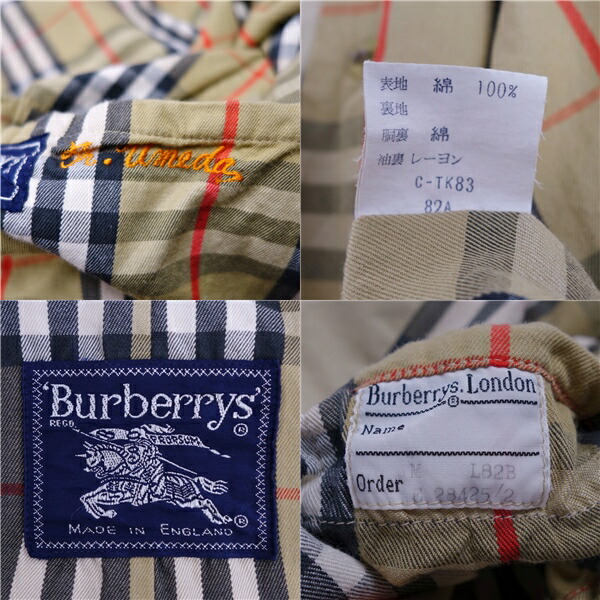 Umeda
表地 綿 100%
裏地
胴裏 綿
油裏 レーヨン
C-TK83
82A
'Burberrys'
REGD.
PRORSUM
®
®
MADE IN ENGLAND
Burberrys. London
®
Name
M L82B
Order